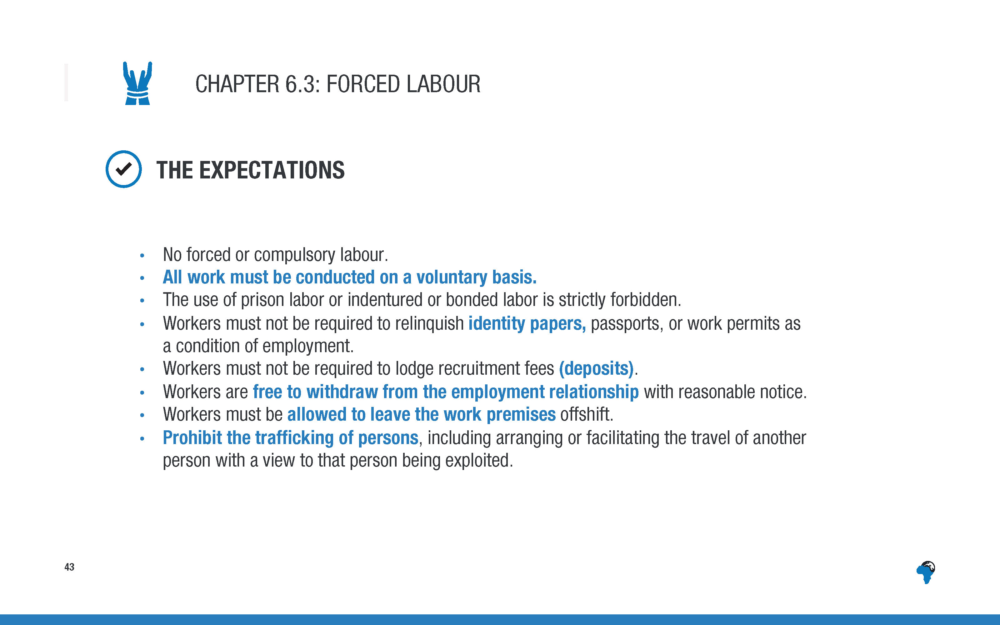 CHAPTER 6.3: FORCED LABOUR
THE EXPECTATIONS
• No forced or compulsory labour.
• All work must be conducted on a voluntary basis.
• The use of prison labor or indentured or bonded labor is strictly forbidden.
• Workers must not be required to relinquish identity papers, passports, or work permits as
a condition of employment.
• Workers must not be required to lodge recruitment fees (deposits).
• Workers are free to withdraw from the employment relationship with reasonable notice.
• Workers must be allowed to leave the work premises offshift.
• Prohibit the trafficking of persons, including arranging or facilitating the travel of another
person with a view to that person being exploited.
43